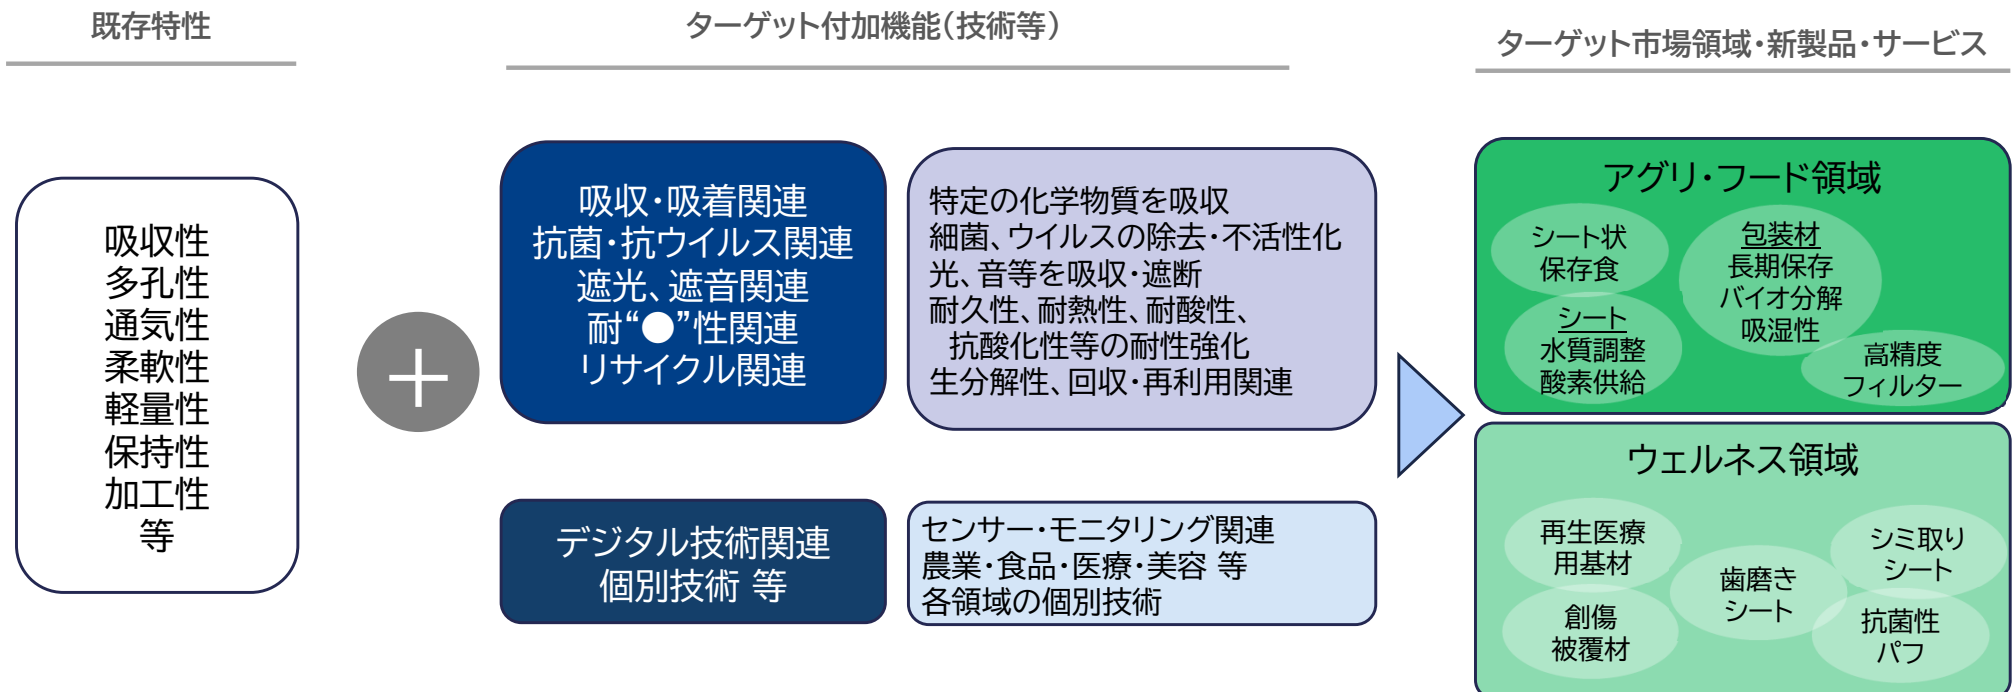 既存特性
ターゲット付加機能(技術等)
ターゲット市場領域・新製品・サービス
吸収性
多孔性
通気性
柔軟性
軽量性
保持性
加工性
等
＋
吸収・吸着関連
抗菌・抗ウイルス関連
遮光、遮音関連
耐“●”性関連
リサイクル関連
特定の化学物質を吸収
細菌、ウイルスの除去・不活性化
光、音等を吸収・遮断
耐久性、耐熱性、耐酸性、
抗酸化性等の耐性強化
生分解性、回収・再利用関連
デジタル技術関連
個別技術 等
センサー・モニタリング関連
農業・食品・医療・美容 等
各領域の個別技術
アグリ・フード領域
シート状
保存食
包装材
長期保存
バイオ分解
吸湿性
シート
水質調整
酸素供給
高精度
フィルター
ウェルネス領域
再生医療
用基材
シミ取り
シート
歯磨き
シート
創傷
被覆材
抗菌性
パフ